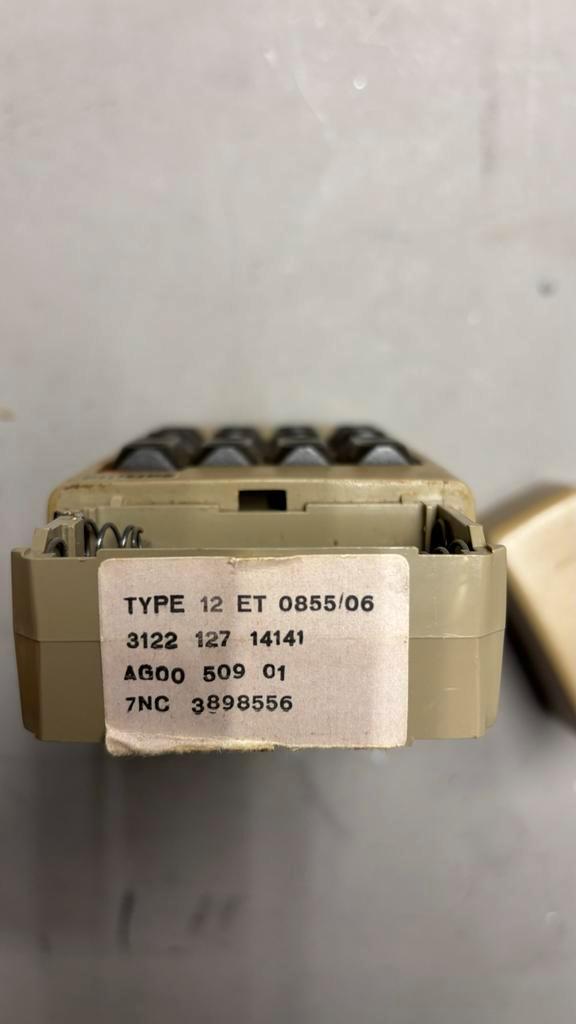 TYPE 12 ET 0855/06
3122 127 14141
AG00 509 01
7NC 3898556